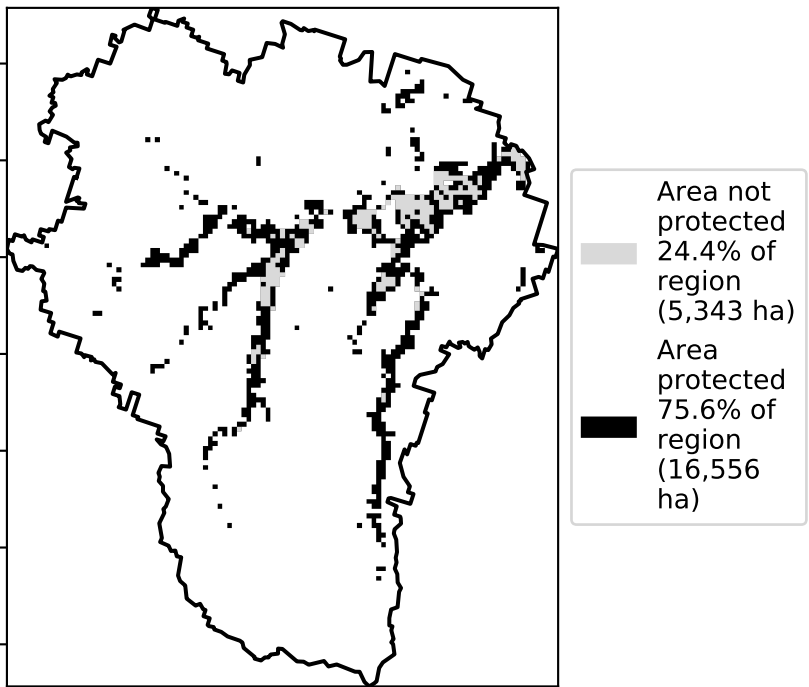 Area not
protected
24.4% of
region
(5,343 ha)
Area
protected
75.6% of
region
(16,556
ha)